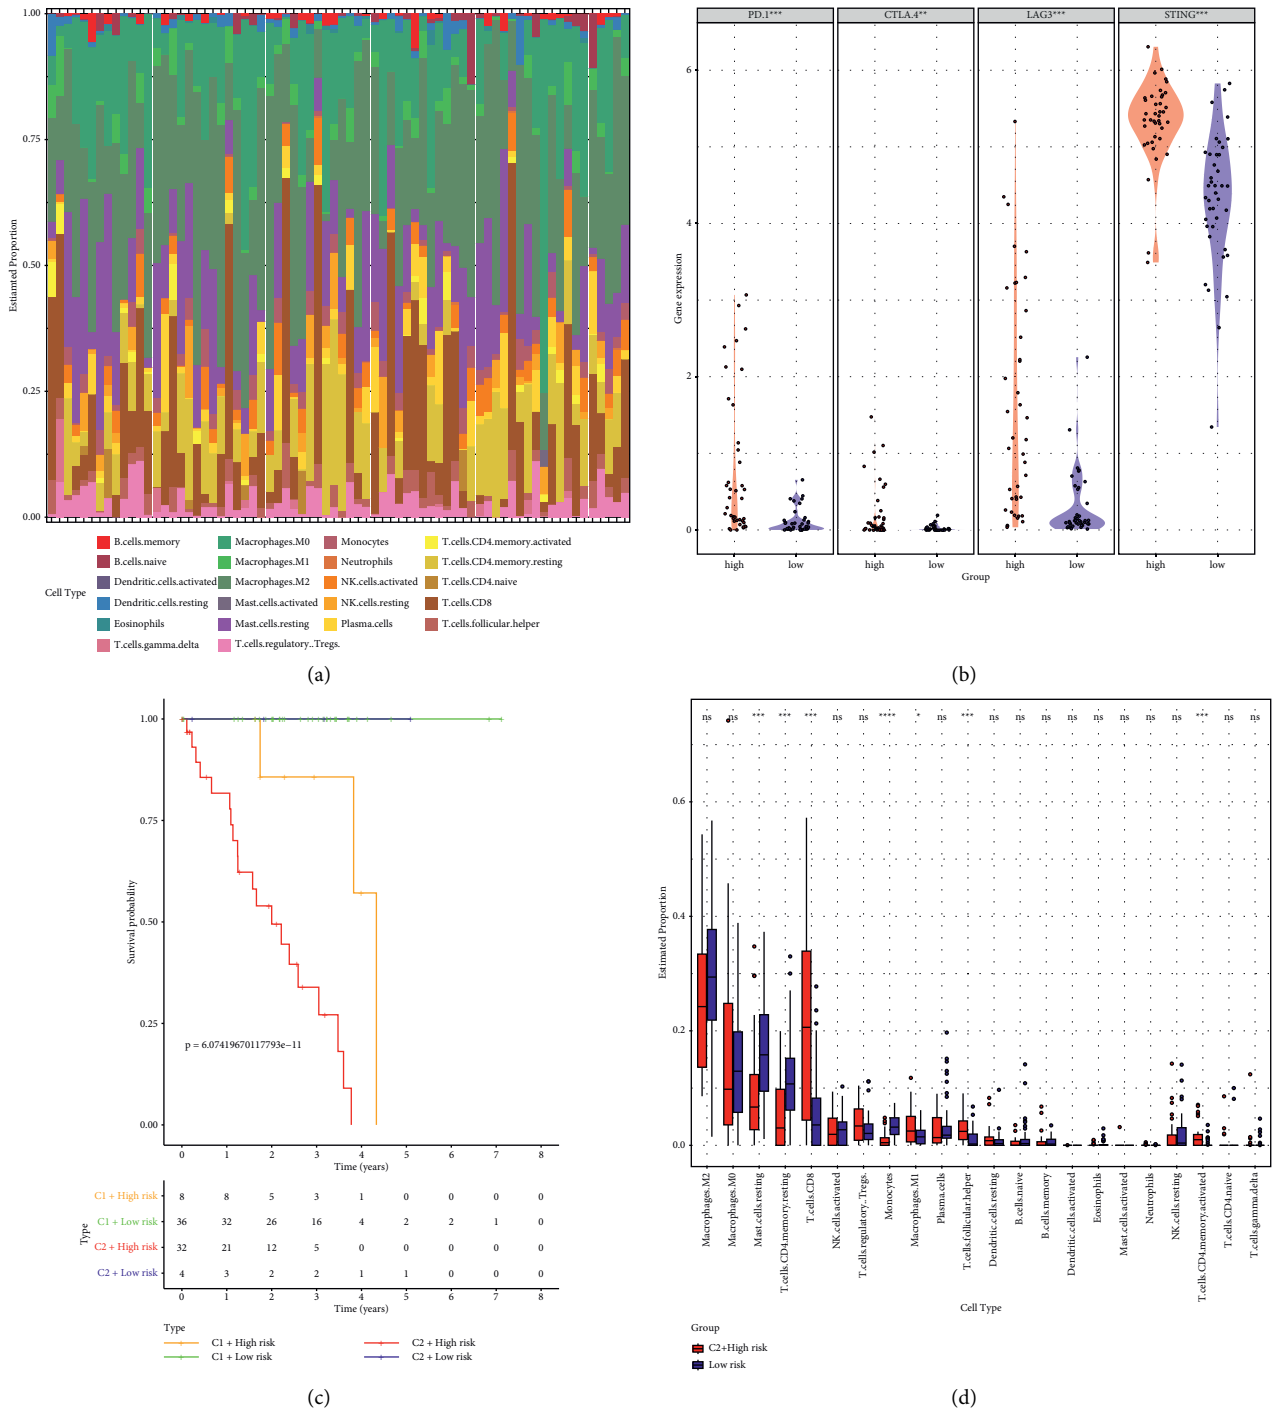 1.00
0.75
0.50
0.25
0.00
Estiamted Proportion
Cell Type
B.cells.memory
B.cells.naive
Dendritic.cells.activated
Dendritic.cells.resting
Eosinophils
T.cells.gamma.delta
Macrophages.M0
Macrophages.M1
Macrophages.M2
Mast.cells.activated
Mast.cells.resting
T.cells.regulatory..Tregs.
Monocytes
Neutrophils
NK.cells.activated
NK.cells.resting
Plasma.cells
T.cells.CD4.memory.activated
T.cells.CD4.memory.resting
T.cells.CD4.naive
T.cells.CD8
T.cells.follicular.helper
(a)
PD.1***
CTLA.4**
LAG3***
STING***
6
4
2
0
Gene expression
high low high low high low high low
Group
(b)
1.00
0.75
0.50
0.25
0.00
Survival probability
p = 6.07419670117793e−11
0 1 2 3 4 5 6 7 8
Time (years)
Type
C1 + High risk 8 8 5 3 1 0 0 0 0
C1 + Low risk 36 32 26 16 4 2 2 1 0
C2 + High risk 32 21 12 5 0 0 0 0 0
C2 + Low risk 4 3 2 2 1 1 0 0 0
0 1 2 3 4 5 6 7 8
Time (years)
Type
C1 + High risk
C1 + Low risk
C2 + High risk
C2 + Low risk
(c)
ns ns *** *** *** ns ns **** * ns *** ns ns ns ns ns ns ns ns *** ns ns
0.6
0.4
0.2
0.0
Estimated Proportion
Macrophages.M2
Macrophages.M0
Mast.cells.resting
T.cells.CD4.memory.resting
T.cells.CD8
NK.cells.activated
T.cells.regulatory..Tregs.
Monocytes
Macrophages.M1
Plasma.cells
T.cells.follicular.helper
Dendritic.cells.resting
B.cells.naive
B.cells.memory
Dendritic.cells.activated
Eosinophils
Mast.cells.activated
Neutrophils
NK.cells.resting
T.cells.CD4.memory.activated
T.cells.CD4.naive
T.cells.gamma.delta
Cell Type
Group
C2+High risk
Low risk
(d)